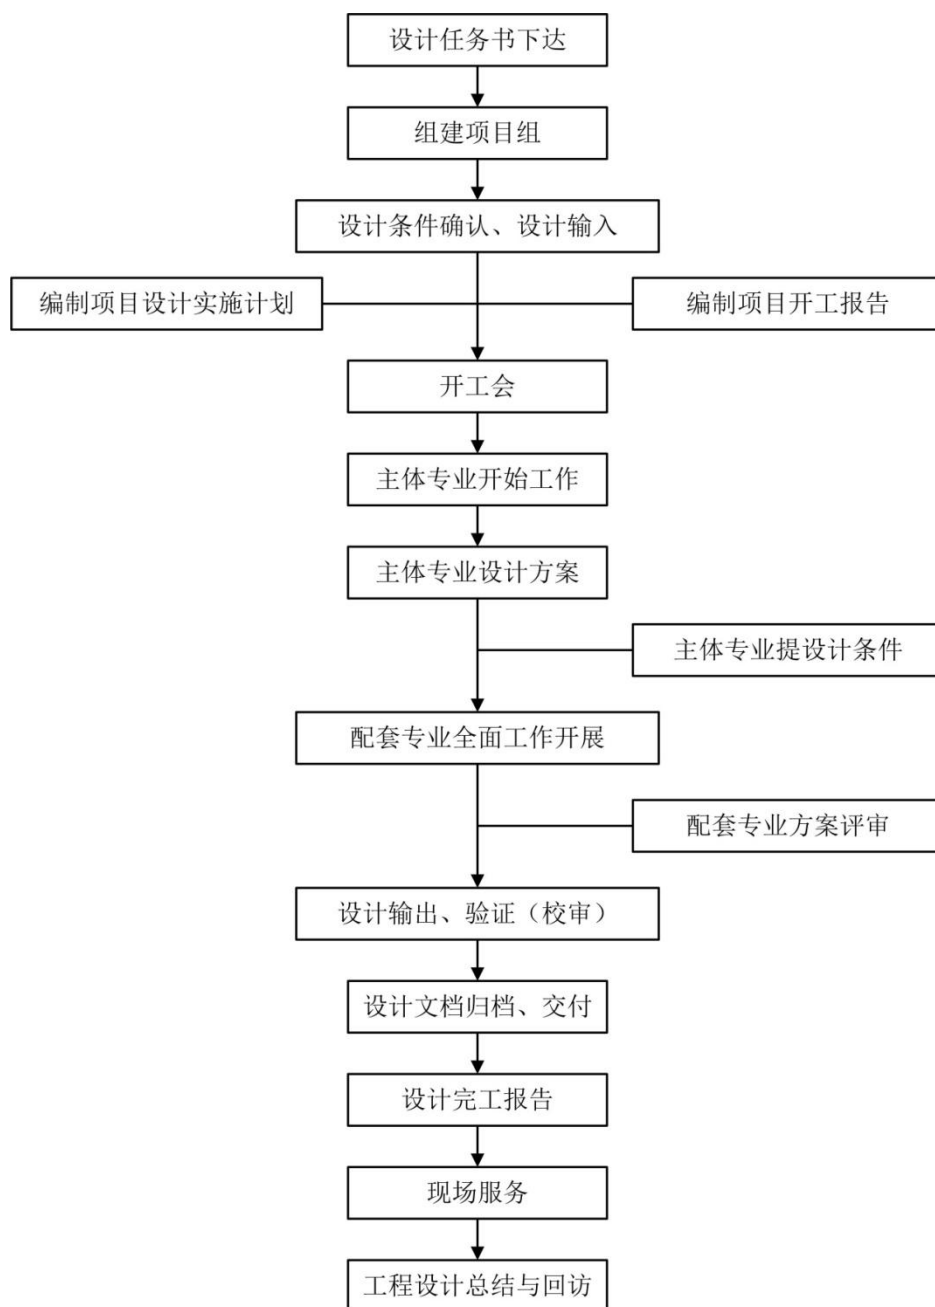 设计任务书下达
组建项目组
设计条件确认、设计输入
编制项目设计实施计划
编制项目开工报告
开工会
主体专业开始工作
主体专业设计方案
主体专业提设计条件
配套专业全面工作开展
配套专业方案评审
设计输出、验证（校审）
设计文档归档、交付
设计完工报告
现场服务
工程设计总结与回访